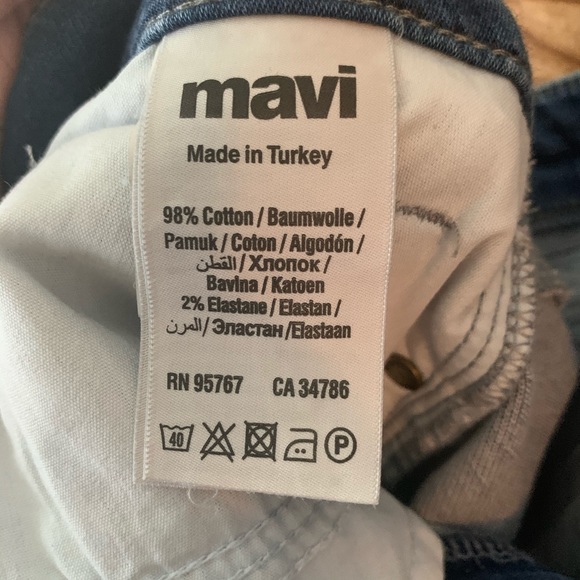 mavi
Made in Turkey
98% Cotton / Baumwolle /
Pamuk / Coton / Algodón /
القطن / Хлопок /
Bavlna / Katoen
2% Elastane / Elastan /
المرن / Эластан /Elastaan
RN 95767 CA 34786
40 P